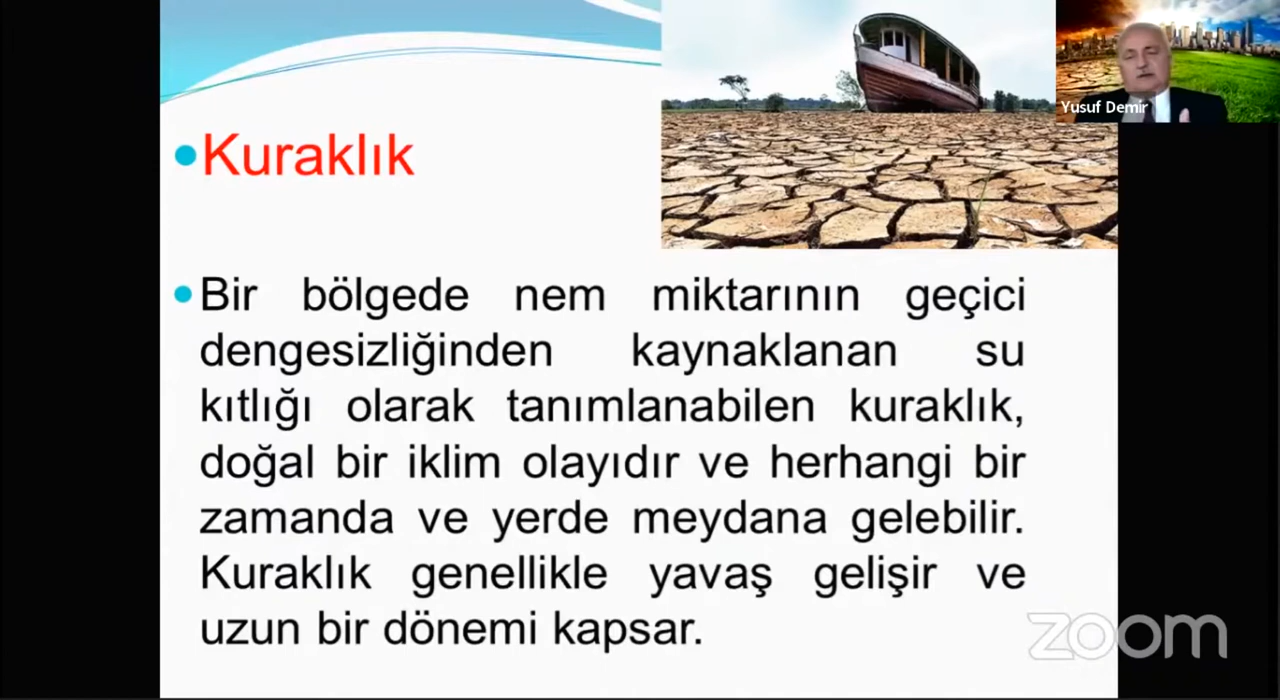 Yusuf Demir
•Kuraklık
•Bir bölgede nem miktarının geçici
dengesizliğinden kaynaklanan su
kıtlığı olarak tanımlanabilen kuraklık,
doğal bir iklim olayıdır ve herhangi bir
zamanda ve yerde meydana gelebilir.
Kuraklık genellikle yavaş gelişir ve
uzun bir dönemi kapsar.
zoom